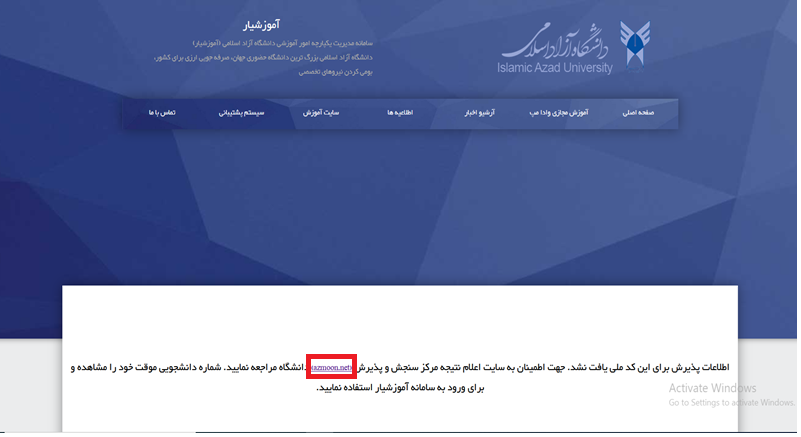 آموزشیار
سامانه مدیریت یکپارچه امور آموزشی دانشگاه آزاد اسلامی (آموزشیار)
دانشگاه آزاد اسلامی بزرگ ترین دانشگاه حضوری جهان، صرفه جویی ارزی برای کشور،
بومی کردن نیروهای تخصصی
دانشگاه آزاد اسلامی
Islamic Azad University
صفحه اصلی
آموزش مجازی وادا مپ
آرشیو اخبار
اطلاعیه ها
سایت آموزش
سیستم پشتیبانی
تماس با ما
اطلاعات پذیرش برای این کد ملی یافت نشد. جهت اطمینان به سایت اعلام نتیجه مرکز سنجش و پذیرش (azmoon.net) دانشگاه مراجعه نمایید. شماره دانشجویی موقت خود را مشاهده و
برای ورود به سامانه آموزشیار استفاده نمایید.
Activate Windows
Go to Settings to activate Windows.